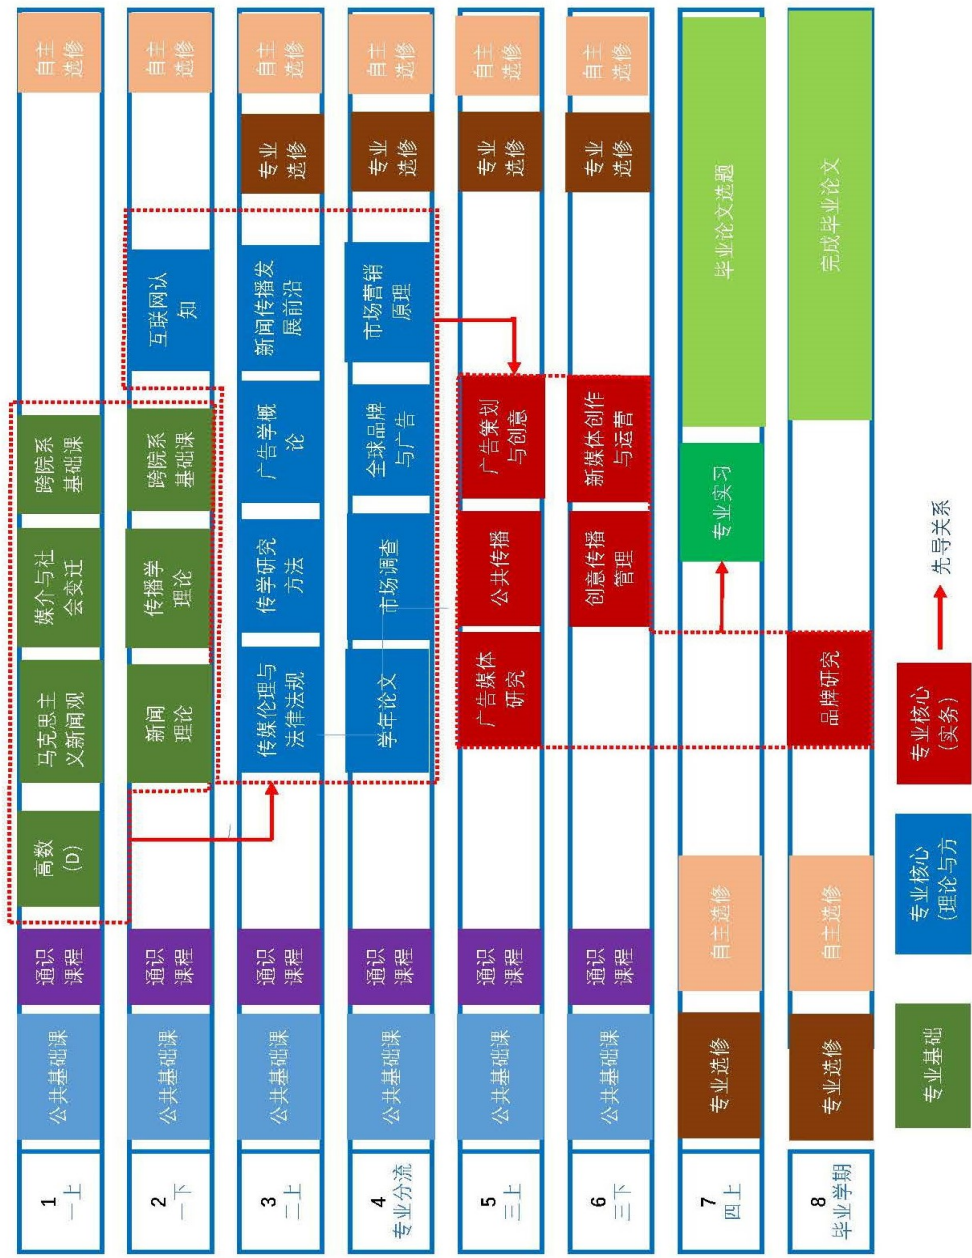 1
一上
公共基础课
通识
课程
高数
(D)
马克思主
义新闻观
媒介与社
会变迁
跨院系
基础课
自主
选修
2
一下
公共基础课
通识
课程
新闻
理论
传播学
理论
跨院系
基础课
互联网认
知
自主
选修
3
二上
公共基础课
通识
课程
传媒伦理与
法律法规
传学研究
方法
广告学概
论
新闻传播发
展前沿
专业
选修
自主
选修
4
专业分流
公共基础课
通识
课程
学年论文
市场调查
全球品牌
与广告
市场营销
原理
专业
选修
自主
选修
5
三上
公共基础课
通识
课程
广告媒体
研究
公共传播
广告策划
与创意
专业
选修
自主
选修
6
三下
公共基础课
通识
课程
创意传播
管理
新媒体创作
与运营
专业
选修
自主
选修
7
四上
专业选修
自主选修
专业实习
毕业论文选题
8
毕业学期
专业选修
自主选修
品牌研究
完成毕业论文
专业基础
专业核心
(理论与方
专业核心
(实务)
先导关系